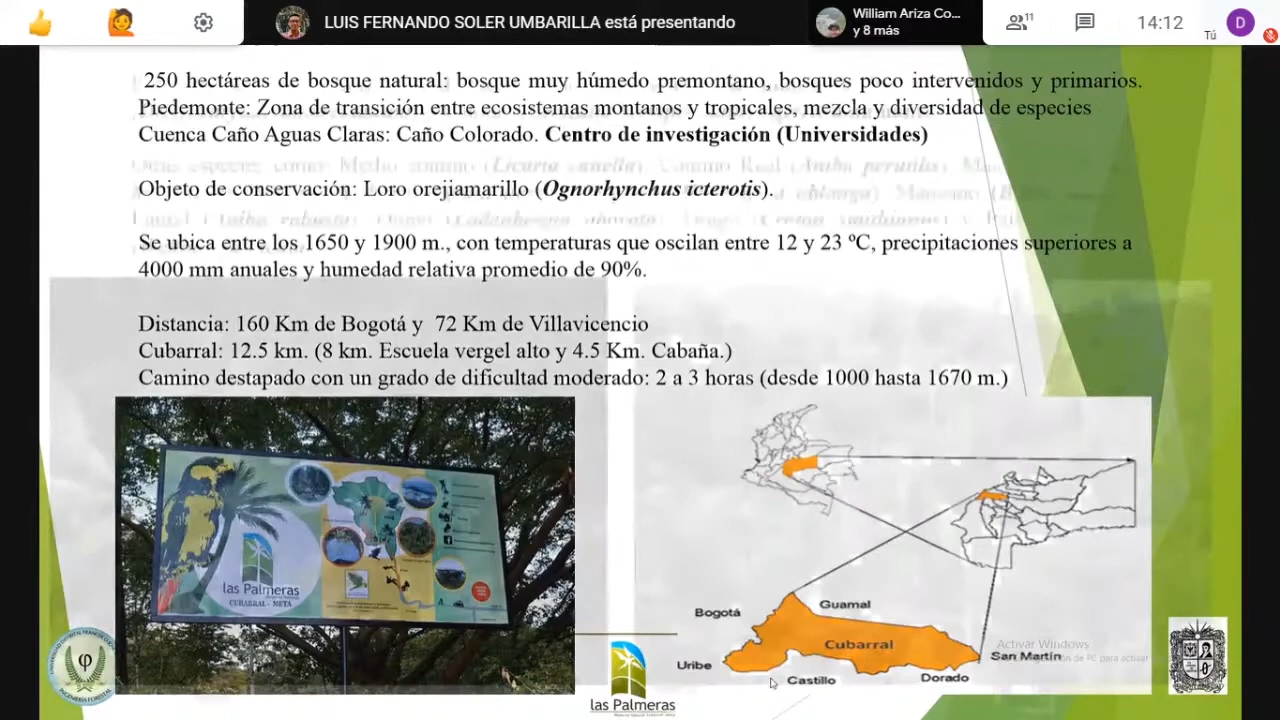 LUIS FERNANDO SOLER UMBARILLA está presentando
William Ariza Co...
y 8 más
11
14:12
Tú
D
250 hectáreas de bosque natural: bosque muy húmedo premontano, bosques poco intervenidos y primarios.
Piedemonte: Zona de transición entre ecosistemas montanos y tropicales, mezcla y diversidad de especies
Cuenca Caño Aguas Claras: Caño Colorado. Centro de investigación (Universidades)
Objeto de conservación: Loro orejiamarillo (Ognorhynchus icterotis).
Se ubica entre los 1650 y 1900 m., con temperaturas que oscilan entre 12 y 23 ºC, precipitaciones superiores a
4000 mm anuales y humedad relativa promedio de 90%.
Distancia: 160 Km de Bogotá y 72 Km de Villavicencio
Cubarral: 12.5 km. (8 km. Escuela vergel alto y 4.5 Km. Cabaña.)
Camino destapado con un grado de dificultad moderado: 2 a 3 horas (desde 1000 hasta 1670 m.)
las Palmeras
CUBARRAL - META
Bogotá
Guamal
Cubarral
Uribe
San Martín
Castillo
Dorado
Activar Windows
de PC para activar
las Palmeras
INGENIERÍA FORESTAL